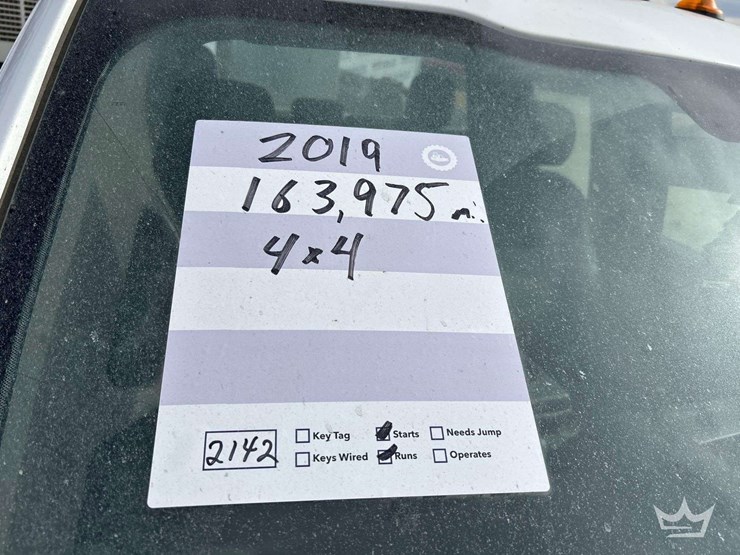 2019
163,975 mi.
4x4
2142
Key Tag Starts Needs Jump
Keys Wired Runs Operates